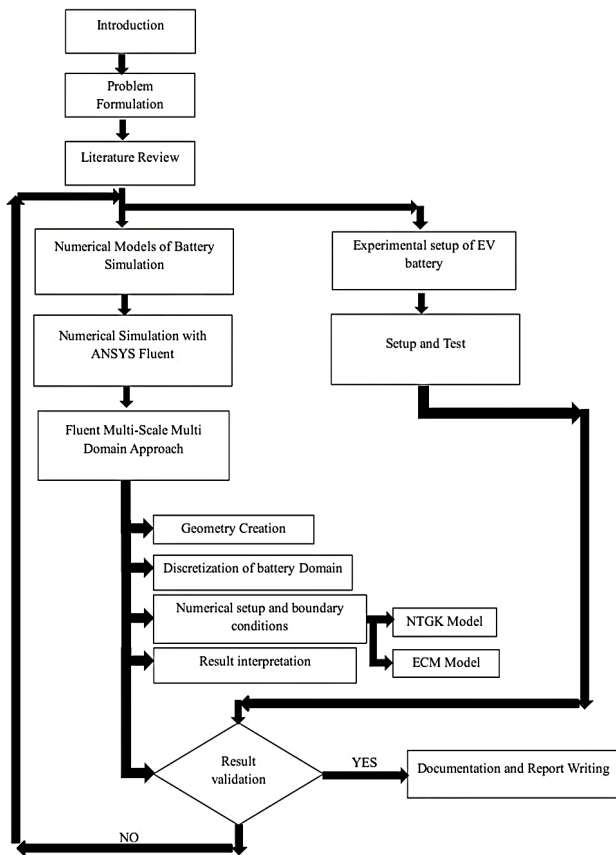 Introduction
Problem
Formulation
Literature Review
Numerical Models of Battery
Simulation
Experimental setup of EV
battery
Numerical Simulation with
ANSYS Fluent
Setup and Test
Fluent Multi-Scale Multi
Domain Approach
Geometry Creation
Discretization of battery Domain
Numerical setup and boundary
conditions
NTGK Model
ECM Model
Result interpretation
Result
validation
YES
Documentation and Report Writing
NO